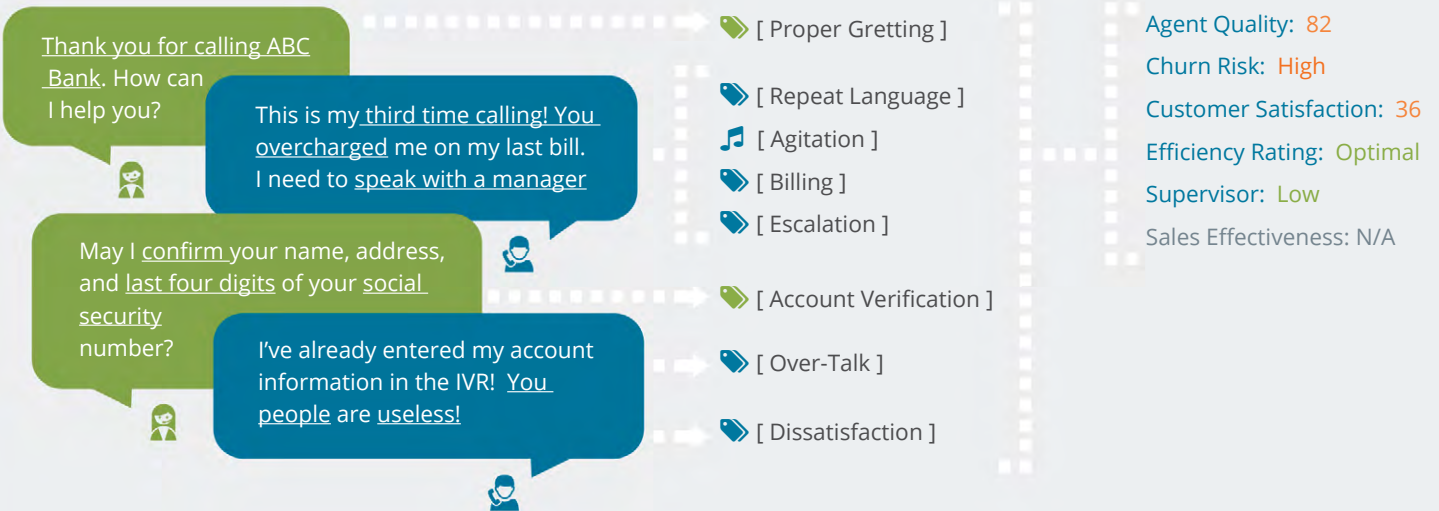 Thank you for calling ABC
Bank. How can
I help you?
This is my third time calling! You
overcharged me on my last bill.
I need to speak with a manager
May I confirm your name, address,
and last four digits of your social
security
number?
I've already entered my account
information in the IVR! You
people are useless!
[ Proper Gretting ]
[ Repeat Language ]
[ Agitation ]
[ Billing ]
[ Escalation ]
[ Account Verification ]
[ Over-Talk ]
[ Dissatisfaction ]
Agent Quality: 82
Churn Risk: High
Customer Satisfaction: 36
Efficiency Rating: Optimal
Supervisor: Low
Sales Effectiveness: N/A